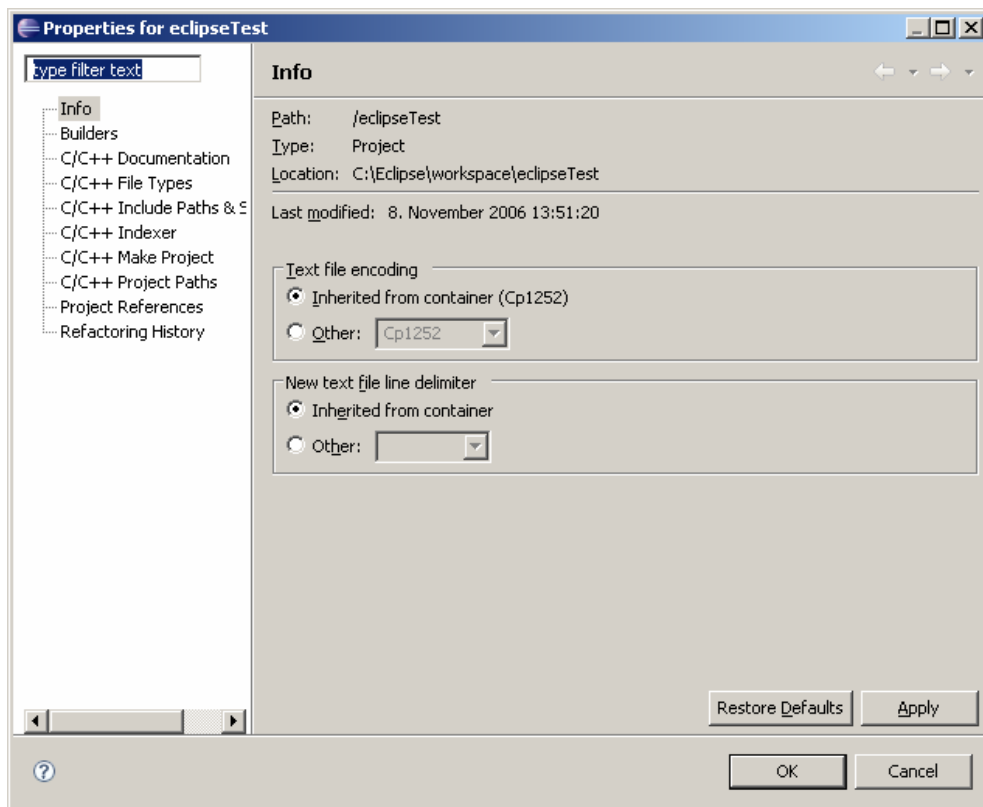 Properties for eclipseTest
type filter text
Info
Builders
C/C++ Documentation
C/C++ File Types
C/C++ Include Paths & S
C/C++ Indexer
C/C++ Make Project
C/C++ Project Paths
Project References
Refactoring History
Info
Path: /eclipseTest
Type: Project
Location: C:\Eclipse\workspace\eclipseTest
Last modified: 8. November 2006 13:51:20
Text file encoding
Inherited from container (Cp1252)
Other: Cp1252
New text file line delimiter
Inherited from container
Other:
Restore Defaults Apply
? OK Cancel